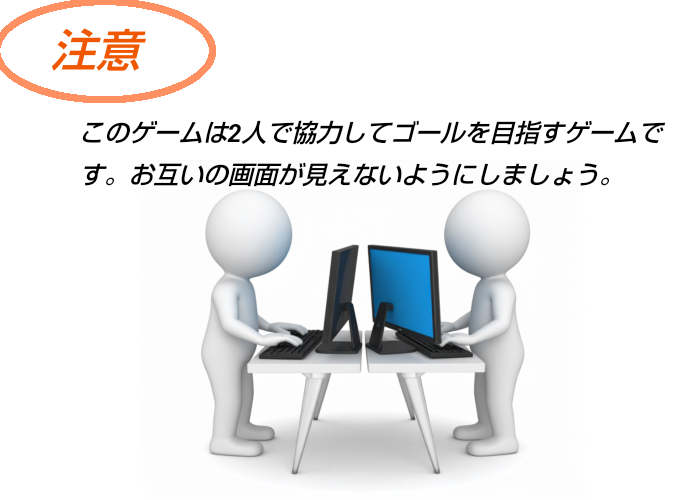 注意
このゲームは2人で協力してゴールを目指すゲームで
す。お互いの画面が見えないようにしましょう。